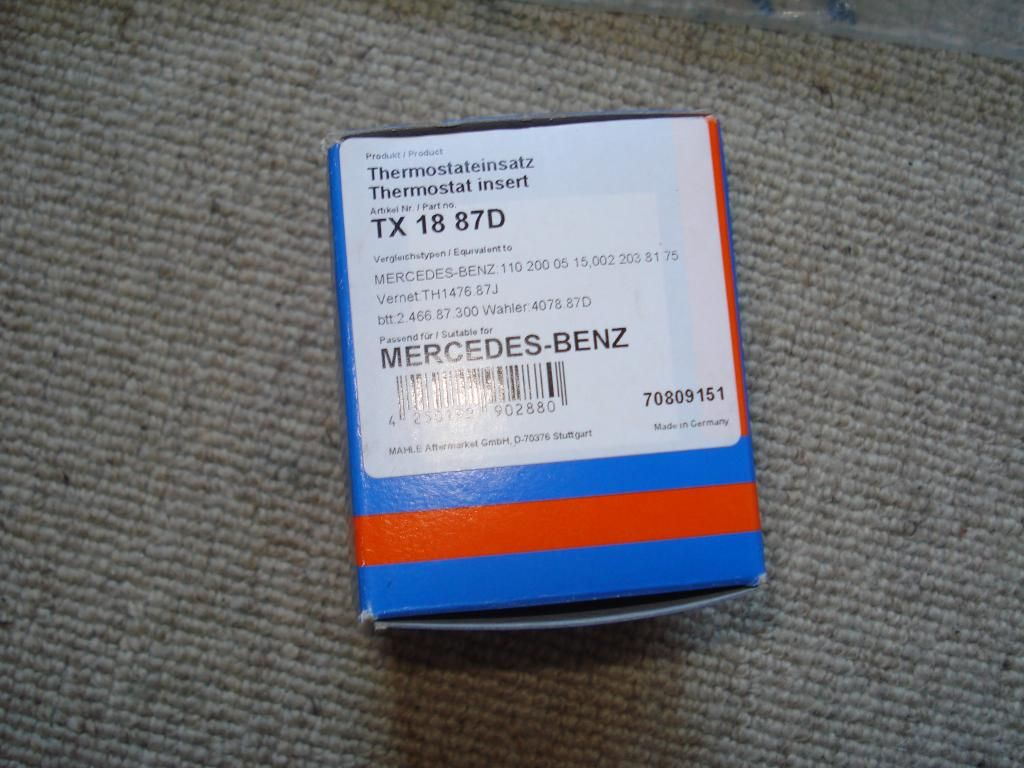 Produkt / Product
Thermostateinsatz
Thermostat insert
Artikel Nr. / Part no.
TX 18 87D
Vergleichstypen / Equivalent to
MERCEDES-BENZ:110 200 05 15,002 203 81 75
Vernet:TH1476.87J
btt:2.466.87.300 Wahler:4078.87D
Passend für / Suitable for
MERCEDES-BENZ
4 902880
70809151
MAHLE Aftermarket GmbH, D-70376 Stuttgart
Made in Germany